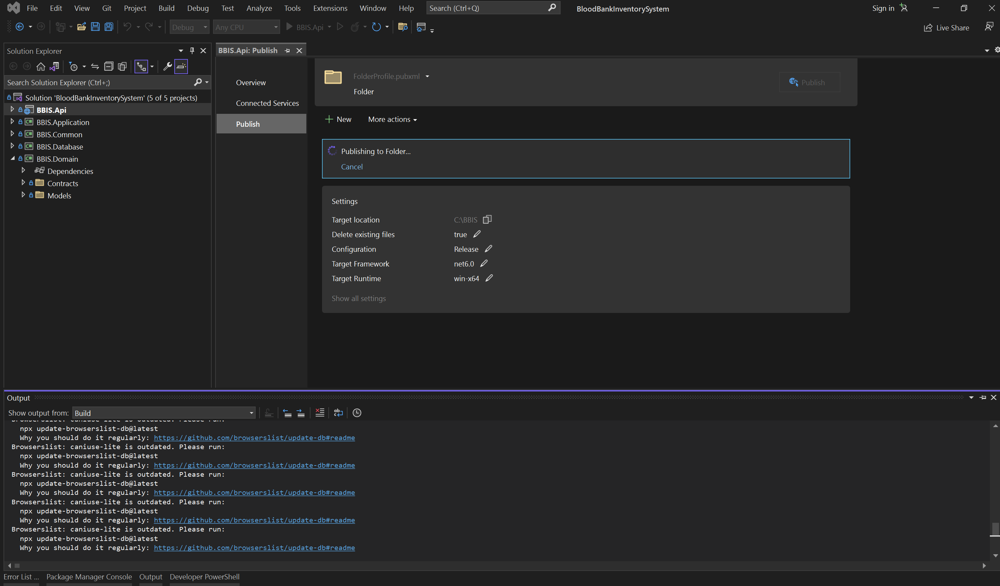 File Edit View Git Project Build Debug Test Analyze Tools Extensions Window Help Search (Ctrl+Q) BloodBankInventorySystem Sign in
Debug Any CPU BBIS.Api Live Share
Solution Explorer
Search Solution Explorer (Ctrl+;)
Solution 'BloodBankInventorySystem' (5 of 5 projects)
BBIS.Api
C# BBIS.Application
C# BBIS.Common
C# BBIS.Database
C# BBIS.Domain
Dependencies
Contracts
Models
BBIS.Api: Publish
Overview
Connected Services
Publish
FolderProfile.pubxml
Folder
Publish
New More actions
Publishing to Folder...
Cancel
Settings
Target location C:\BBIS
Delete existing files true
Configuration Release
Target Framework net6.0
Target Runtime win-x64
Show all settings
Output
Show output from: Build
Browserslist: caniuse-lite is outdated. Please run:
npx update-browserslist-db@latest
Why you should do it regularly: https://github.com/browserslist/update-db#readme
Browserslist: caniuse-lite is outdated. Please run:
npx update-browserslist-db@latest
Why you should do it regularly: https://github.com/browserslist/update-db#readme
Browserslist: caniuse-lite is outdated. Please run:
npx update-browserslist-db@latest
Why you should do it regularly: https://github.com/browserslist/update-db#readme
Browserslist: caniuse-lite is outdated. Please run:
npx update-browserslist-db@latest
Why you should do it regularly: https://github.com/browserslist/update-db#readme
Browserslist: caniuse-lite is outdated. Please run:
npx update-browserslist-db@latest
Why you should do it regularly: https://github.com/browserslist/update-db#readme
Error List ... Package Manager Console Output Developer PowerShell